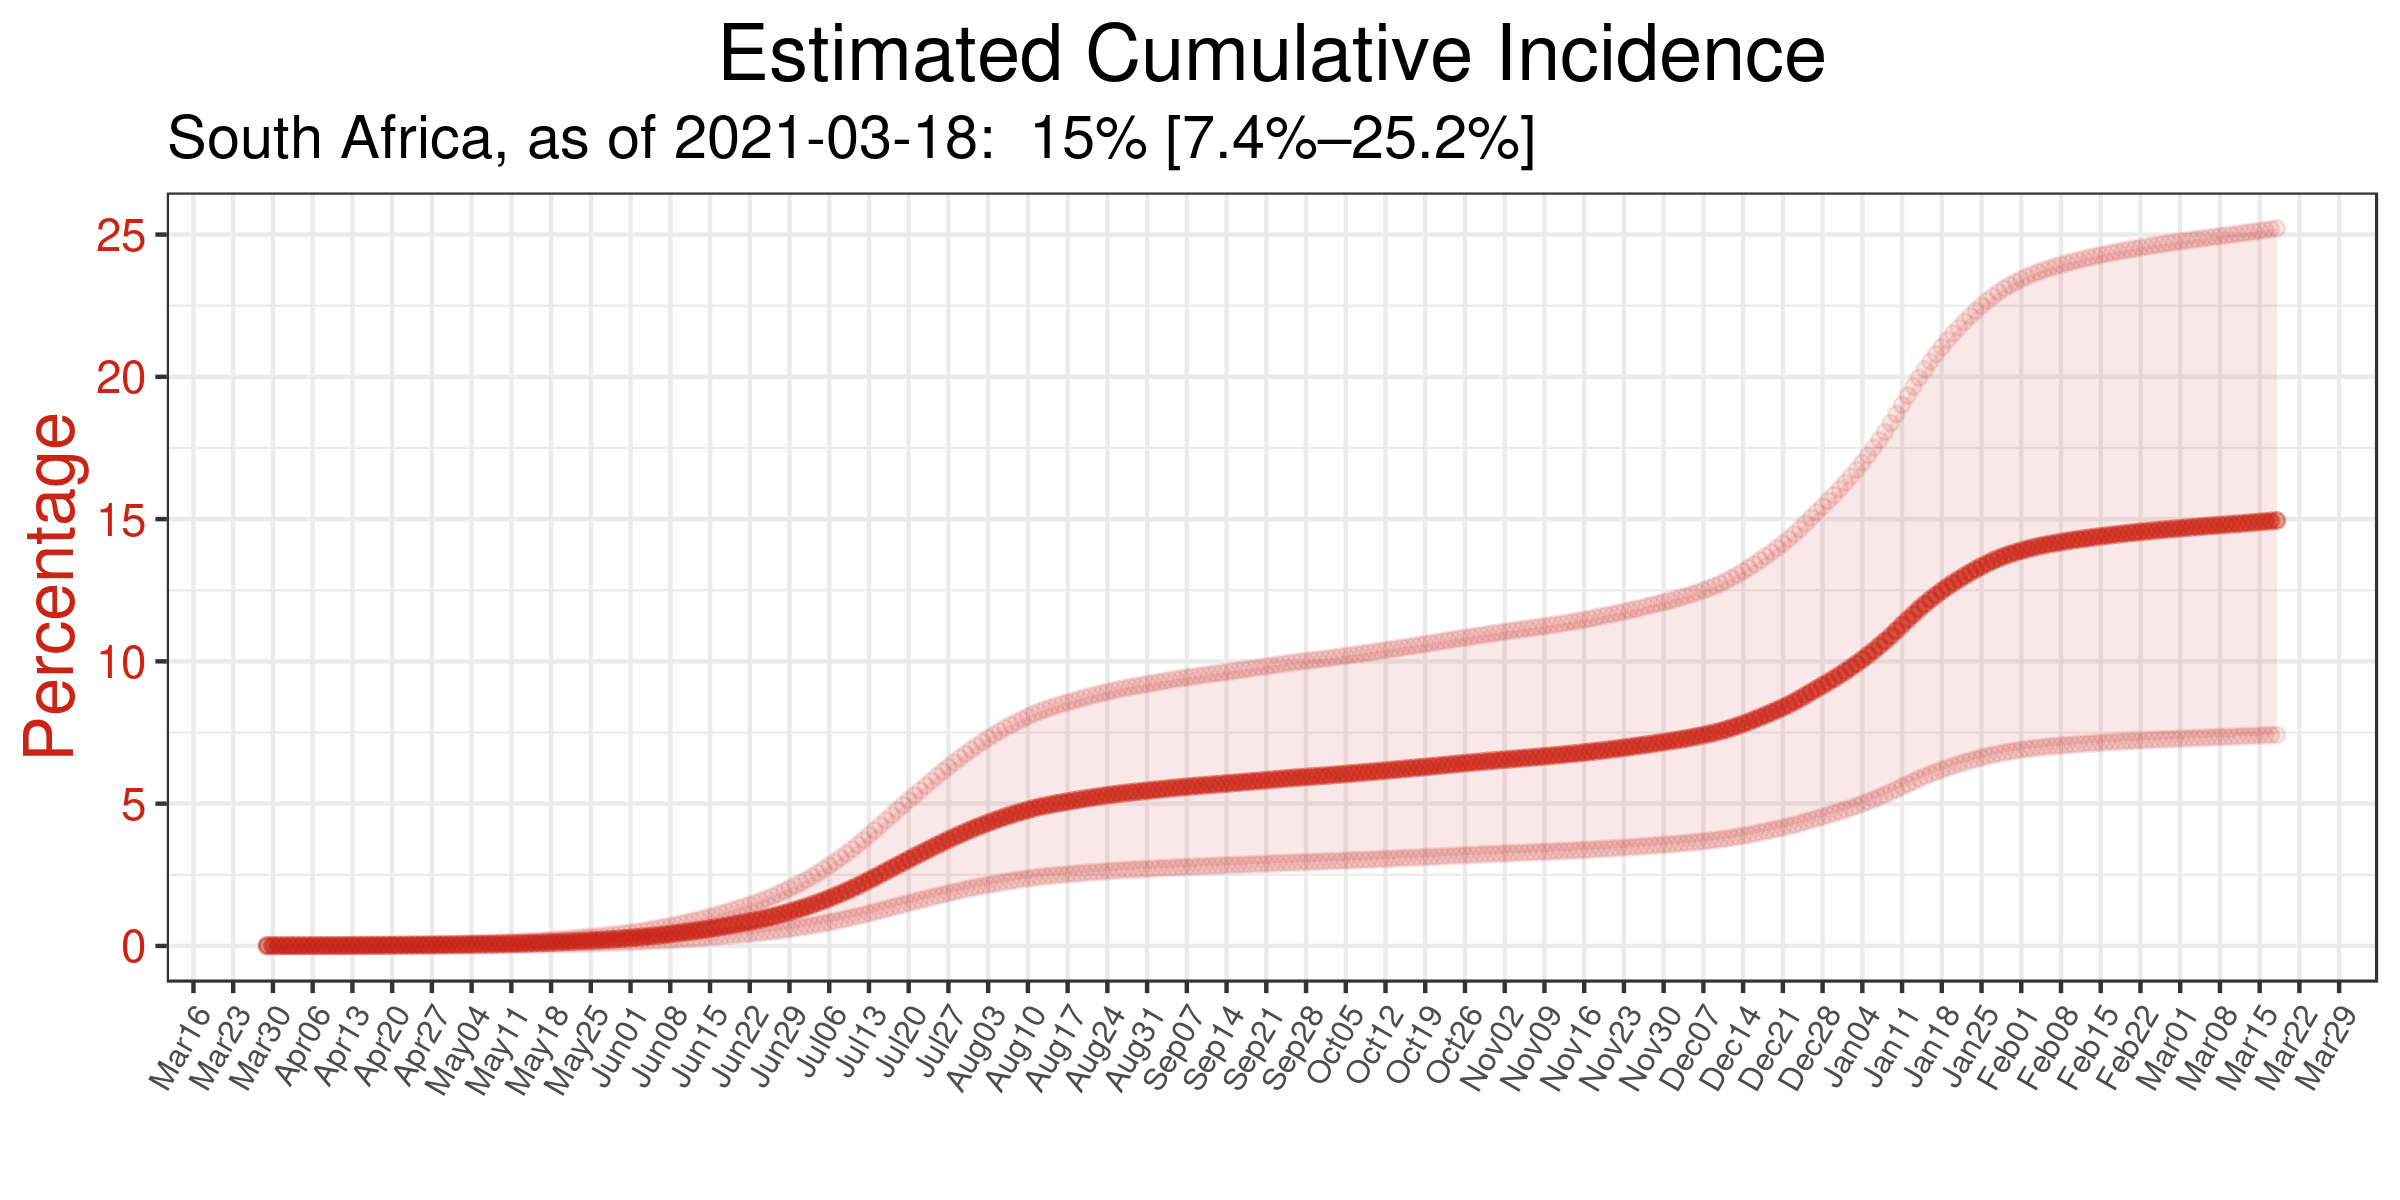 Estimated Cumulative Incidence
South Africa, as of 2021-03-18:  15% [7.4%–25.2%]
Percentage
25
20
15
10
5
0
Mar16 Mar23 Mar30 Apr06 Apr13 Apr20 Apr27 May04 May11 May18 May25 Jun01 Jun08 Jun15 Jun22 Jun29 Jul06 Jul13 Jul20 Jul27 Aug03 Aug10 Aug17 Aug24 Aug31 Sep07 Sep14 Sep21 Sep28 Oct05 Oct12 Oct19 Oct26 Nov02 Nov09 Nov16 Nov23 Nov30 Dec07 Dec14 Dec21 Dec28 Jan04 Jan11 Jan18 Jan25 Feb01 Feb08 Feb15 Feb22 Mar01 Mar08 Mar15 Mar22 Mar29